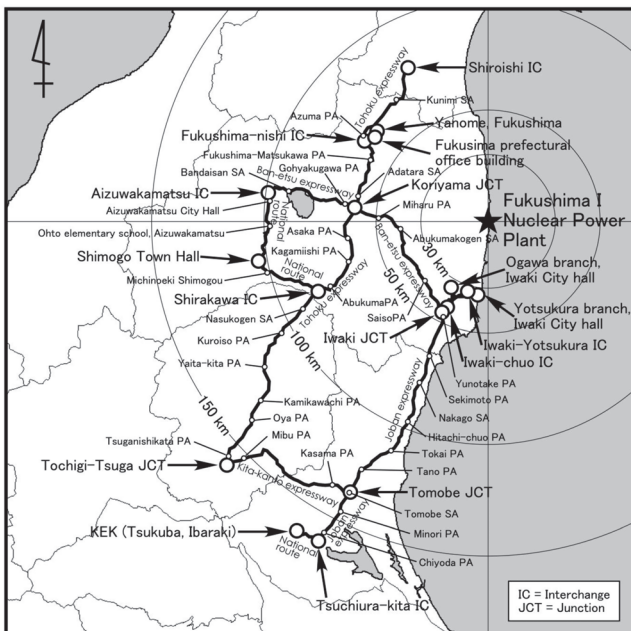 Shiroishi IC
Tohoku expressway
Kunimi SA
Azuma PA
Yanome, Fukushima
Fukushima-nishi IC
Fukusima prefectural
office building
Fukushima-Matsukawa PA
Gohyakugawa PA
Adatara SA
Bandaisan SA
Ban-etsu expressway
Koriyama JCT
Aizuwakamatsu IC
Miharu PA
Aizuwakamatsu City Hall
National
route
Fukushima I
Nuclear Power
Plant
Ohto elementary school, Aizuwakamatsu
Asaka PA
Ban-etsu expressway
Abukumakogen SA
30 km
Kagamiishi PA
Shimogo Town Hall
National
route
50 km
Ogawa branch,
Iwaki City hall
Michinoeki Shimogou
Shirakawa IC
Tohoku expressway
AbukumaPA
SaisoPA
Yotsukura branch,
Iwaki City hall
Nasukogen SA
Iwaki JCT
Iwaki-Yotsukura IC
Iwaki-chuo IC
Kuroiso PA
100 km
Yaita-kita PA
Yunotake PA
Sekimoto PA
Joban expressway
Nakago SA
150 km
Kamikawachi PA
Oya PA
Hitachi-chuo PA
Tsuganishikata PA
Mibu PA
Tokai PA
Kasama PA
Tano PA
Tochigi-Tsuga JCT
Kita-kanto expressway
Tomobe JCT
Tomobe SA
KEK (Tsukuba, Ibaraki)
Joban
expressway
Minori PA
National
route
Chiyoda PA
Tsuchiura-kita IC
IC = Interchange
JCT = Junction